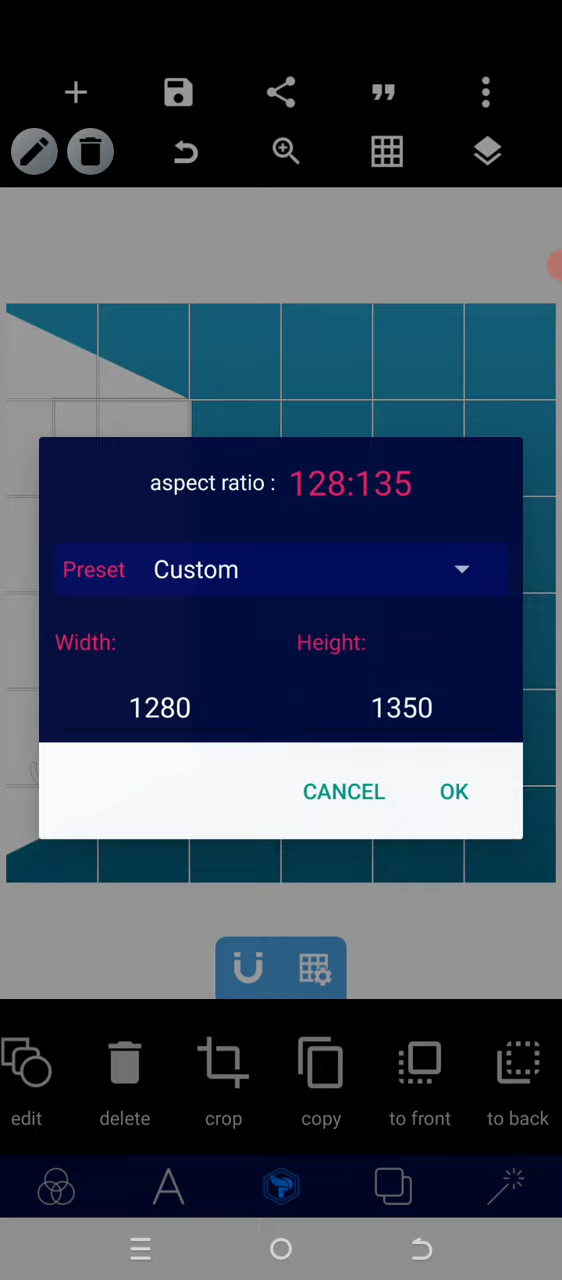 aspect ratio : 128:135
Preset Custom
Width: Height:
1280 1350
CANCEL OK
edit delete crop copy to front to back